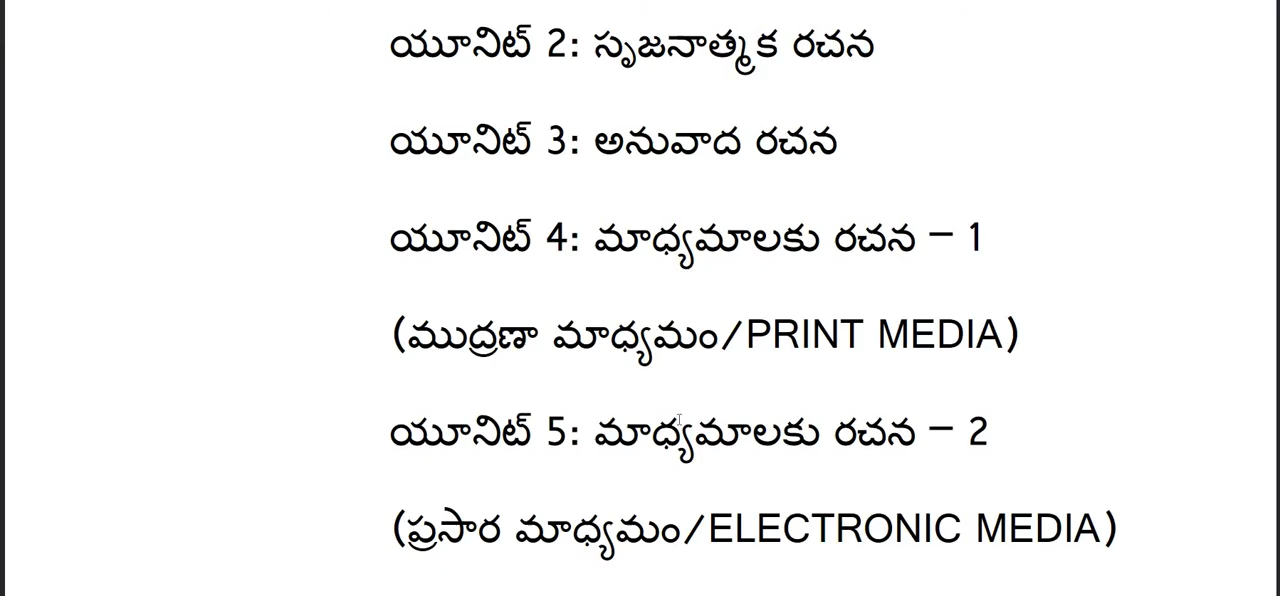 యూనిట్ 2: సృజనాత్మక రచన
యూనిట్ 3: అనువాద రచన
యూనిట్ 4: మాధ్యమాలకు రచన – 1
(ముద్రణా మాధ్యమం/PRINT MEDIA)
యూనిట్ 5: మాధ్యమాలకు రచన – 2
(ప్రసార మాధ్యమం/ELECTRONIC MEDIA)